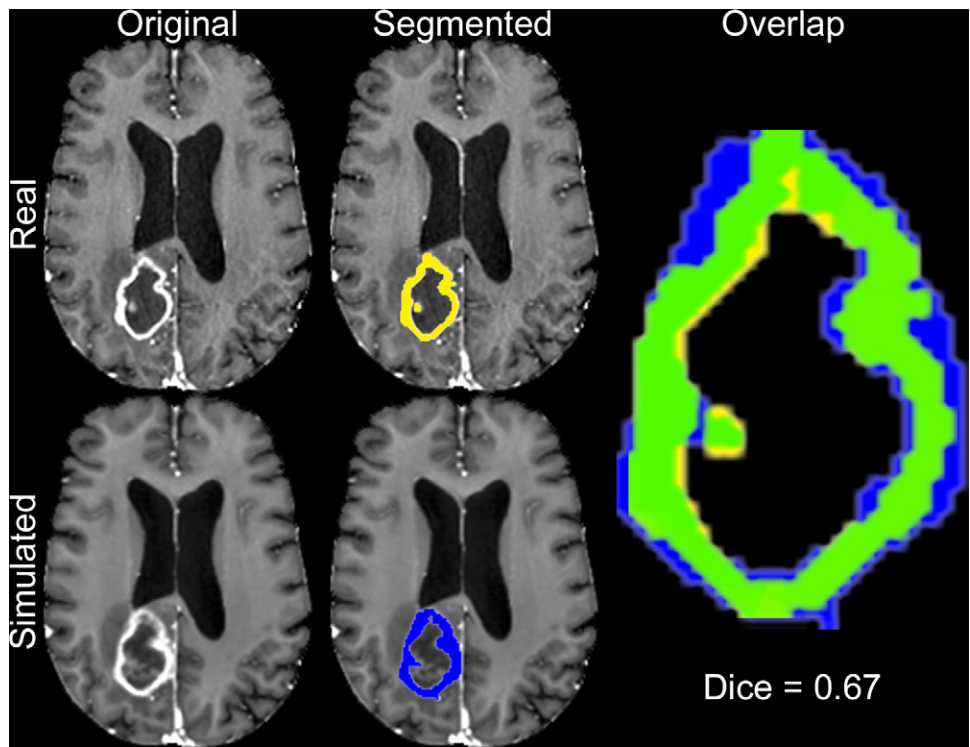 Original
Segmented
Overlap
Real
Simulated
Dice = 0.67